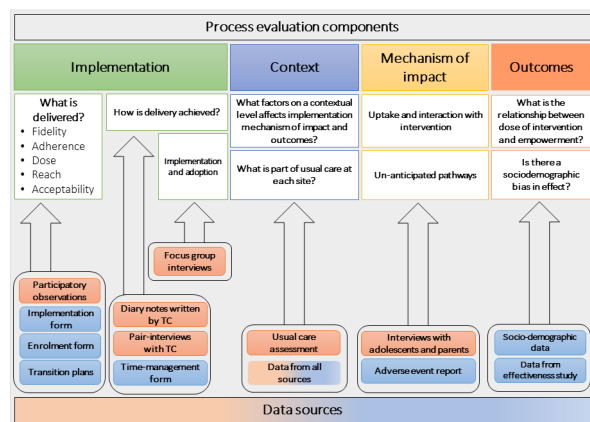 Process evaluation components
Implementation
Context
Mechanism of
impact
Outcomes
What is
delivered?
• Fidelity
• Adherence
• Dose
• Reach
• Acceptability
How is delivery achieved?
Implementation
and adoption
What factors on a contextual
level affects implementation
mechanism of impact and
outcomes?
What is part of usual care at
each site?
Uptake and interaction with
intervention
Un-anticipated pathways
What is the
relationship between
dose of intervention
and empowerment?
Is there a
sociodemographic
bias in effect?
Focus group
interviews
Participatory
observations
Implementation
form
Enrolment form
Transition plans
Diary notes written
by TC
Pair-interviews
with TC
Time-management
form
Usual care
assessment
Data from all
sources
Interviews with
adolescents and parents
Adverse event report
Socio-demographic
data
Data from
effectiveness study
Data sources